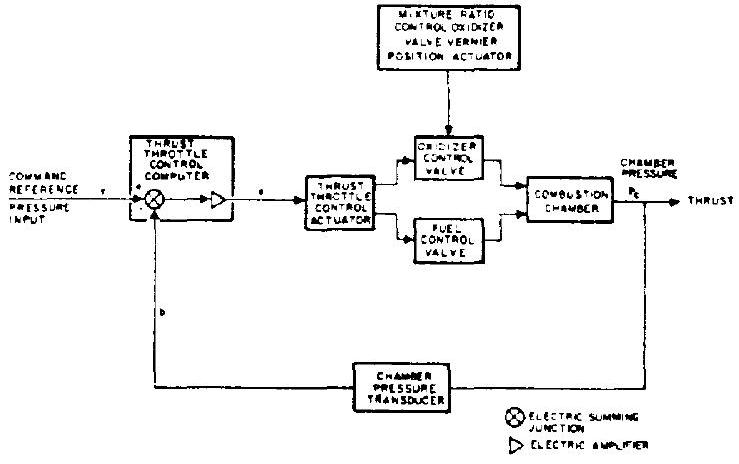 MIXTURE RATIO
CONTROL OXIDIZER
VALVE VERNIER
POSITION ACTUATOR
THRUST
THROTTLE
CONTROL
COMPUTER
OXIDIZER
CONTROL
VALVE
COMMAND
REFERENCE
PRESSURE
INPUT
r
e
THRUST
THROTTLE
CONTROL
ACTUATOR
CHAMBER
PRESSURE
Pc
COMBUSTION
CHAMBER
THRUST
FUEL
CONTROL
VALVE
b
CHAMBER
PRESSURE
TRANSDUCER
ELECTRIC SUMMING
JUNCTION
ELECTRIC AMPLIFIER